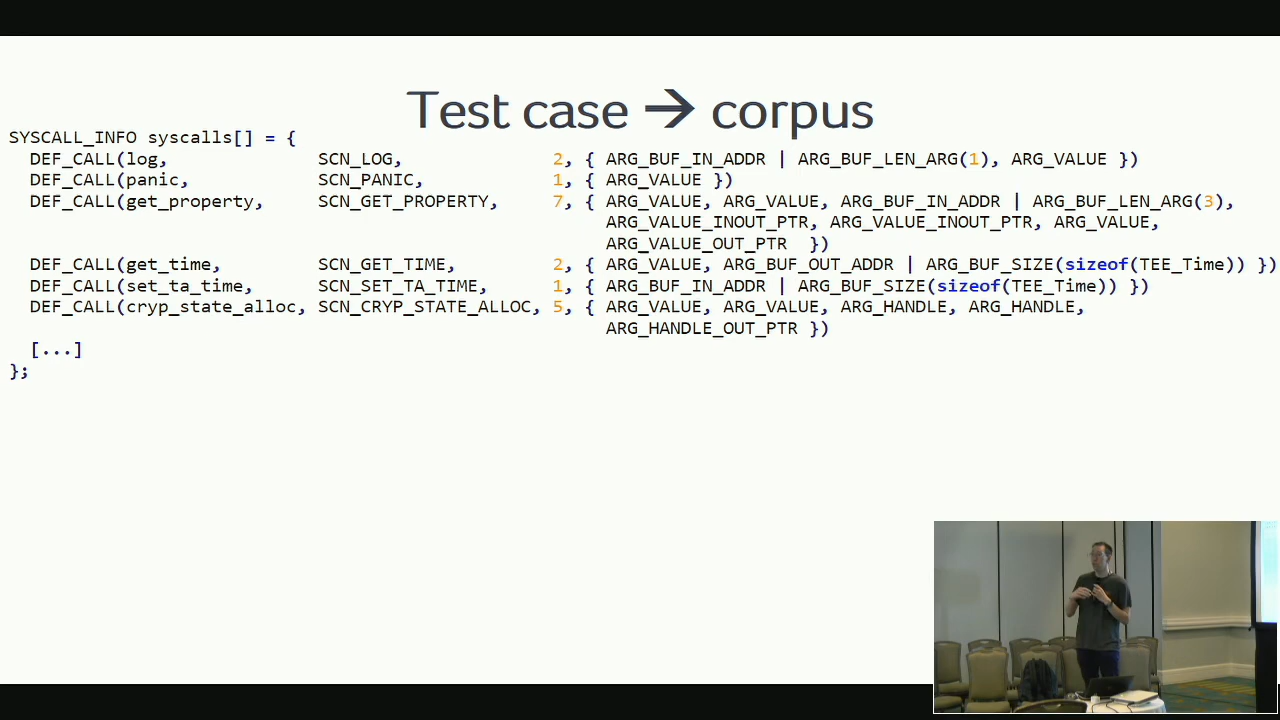 Test case → corpus
SYSCALL_INFO syscalls[] = {
DEF_CALL(log, SCN_LOG, 2, { ARG_BUF_IN_ADDR | ARG_BUF_LEN_ARG(1), ARG_VALUE })
DEF_CALL(panic, SCN_PANIC, 1, { ARG_VALUE })
DEF_CALL(get_property, SCN_GET_PROPERTY, 7, { ARG_VALUE, ARG_VALUE, ARG_BUF_IN_ADDR | ARG_BUF_LEN_ARG(3),
ARG_VALUE_INOUT_PTR, ARG_VALUE_INOUT_PTR, ARG_VALUE,
ARG_VALUE_OUT_PTR })
DEF_CALL(get_time, SCN_GET_TIME, 2, { ARG_VALUE, ARG_BUF_OUT_ADDR | ARG_BUF_SIZE(sizeof(TEE_Time)) })
DEF_CALL(set_ta_time, SCN_SET_TA_TIME, 1, { ARG_BUF_IN_ADDR | ARG_BUF_SIZE(sizeof(TEE_Time)) })
DEF_CALL(cryp_state_alloc, SCN_CRYP_STATE_ALLOC, 5, { ARG_VALUE, ARG_VALUE, ARG_HANDLE, ARG_HANDLE,
ARG_HANDLE_OUT_PTR })
[...]
};